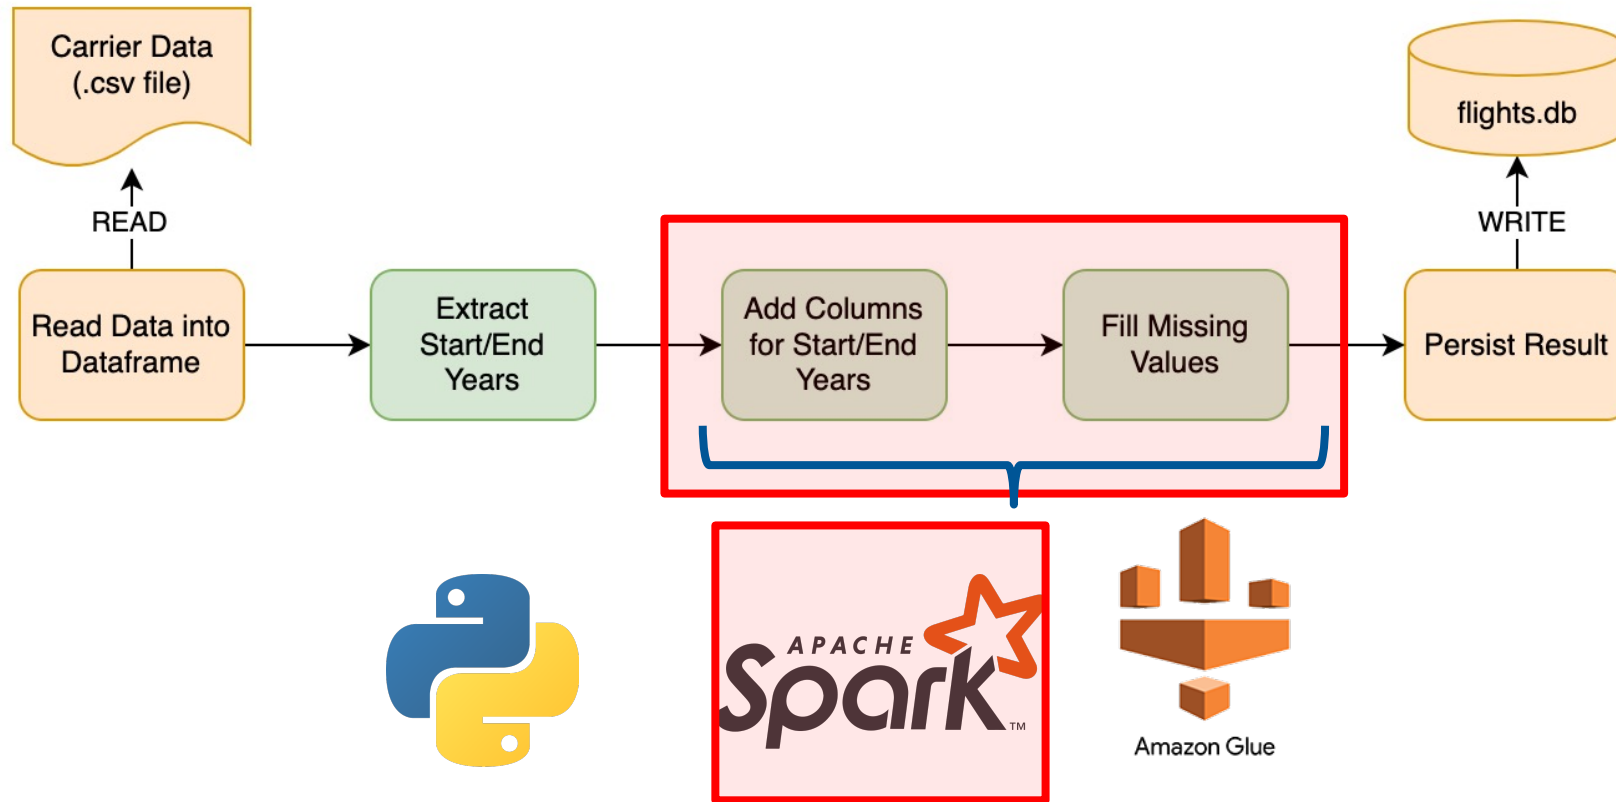 Carrier Data
(.csv file)
flights.db
READ
WRITE
Read Data into
Dataframe
Extract
Start/End
Years
Add Columns
for Start/End
Years
Fill Missing
Values
Persist Result
APACHE
Spark
TM
Amazon Glue